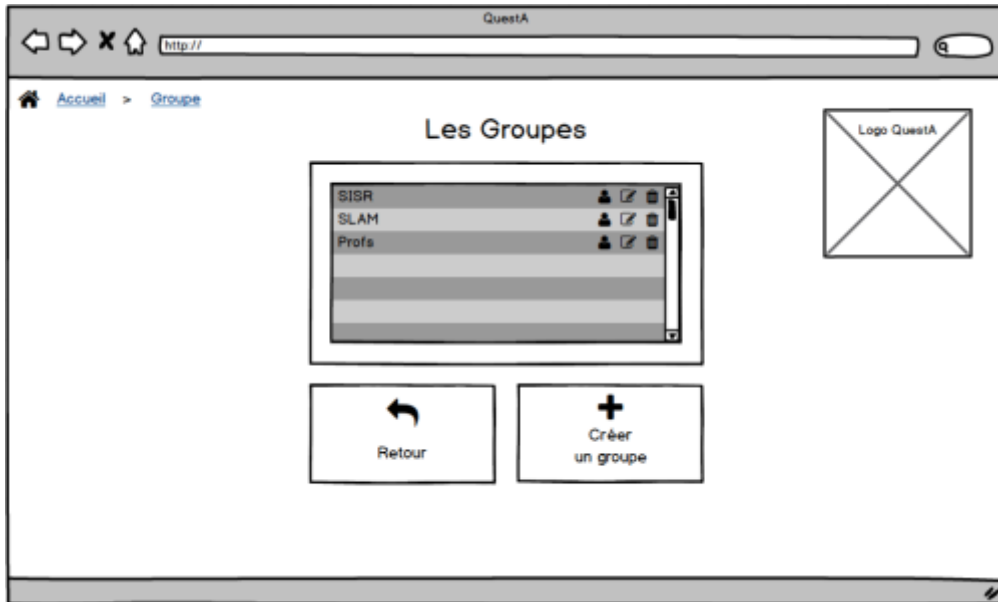 QuestA
http://
Accueil > Groupe
Les Groupes
Logo QuestA
SISR
SLAM
Profs
Retour
Créer
un groupe